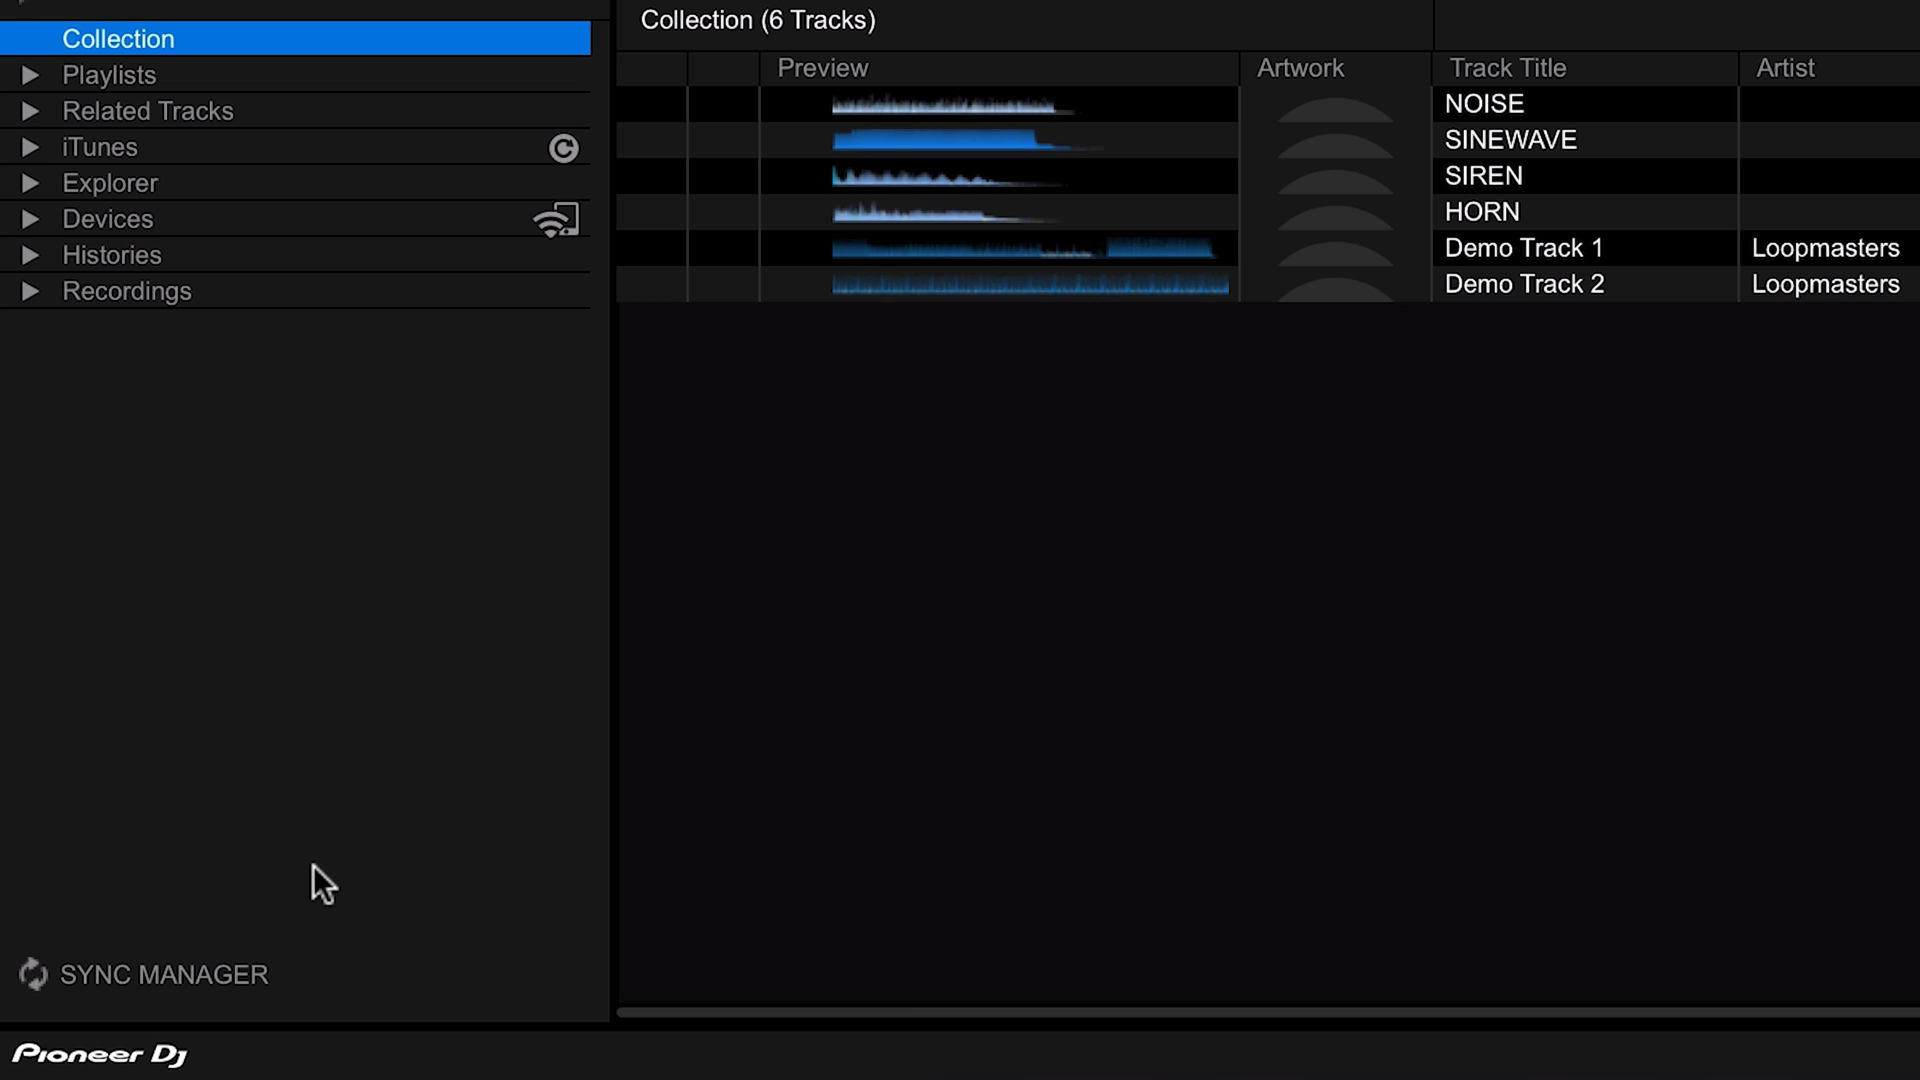 Collection
Playlists
Related Tracks
iTunes
Explorer
Devices
Histories
Recordings
SYNC MANAGER
Collection (6 Tracks)
Preview Artwork Track Title Artist
NOISE
SINEWAVE
SIREN
HORN
Demo Track 1 Loopmasters
Demo Track 2 Loopmasters
Pioneer Dj